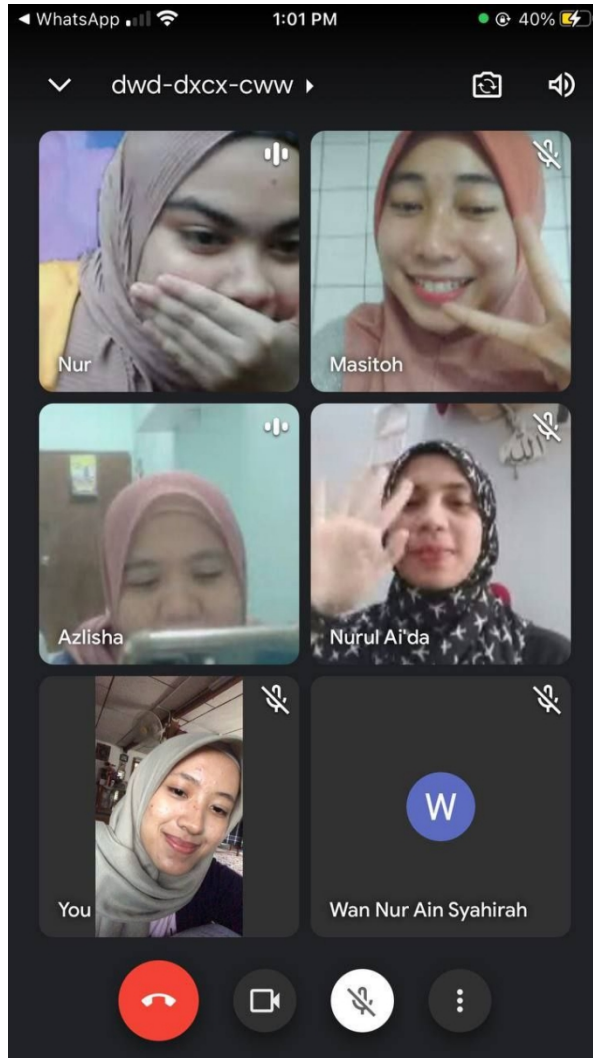 WhatsApp
1:01 PM
40%
dwd-dxcx-cww
Nur
Masitoh
Azlisha
Nurul Ai'da
You
W
Wan Nur Ain Syahirah